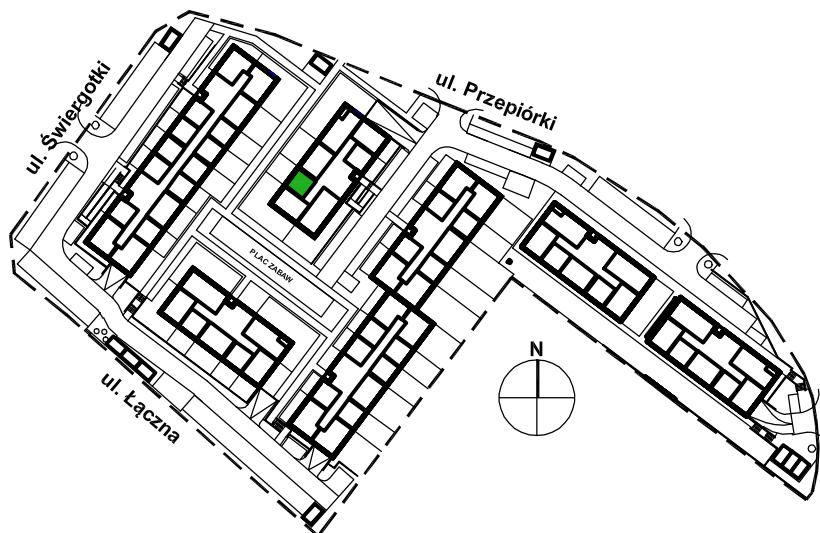 ul. Świergotki
ul. Przepiórki
PLAC ZABAW
N
ul. Łączna